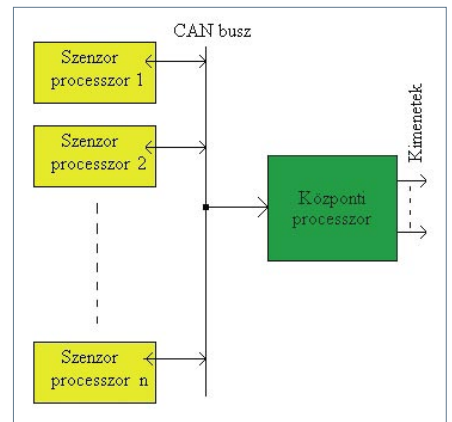 CAN busz
Szenzor
processzor 1
Szenzor
processzor 2
Kimenetek
Központi
processzor
Szenzor
processzor n